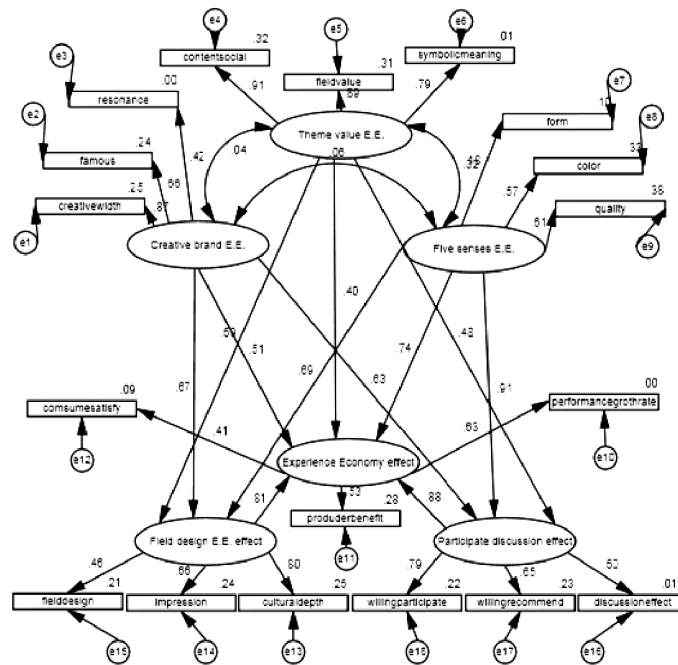 e4
.32
contentsocial
e5
.31
fieldvalue
e6
.01
symbolicmeaning
e3
.00
resonance
.91
.89
.79
e7
form
e2
.24
famous
.42
.04
Theme value E.E.
.06
e8
color
.66
.57
.25
creativewidth
.87
.38
quality
e1
Creative brand E.E.
Five senses E.E.
.61
e9
.40
.51
.48
.74
.69
.63
.67
.91
.09
comsumesatisfy
.00
performancegrothrate
.41
.63
e12
Experience Economy effect
e10
.53
.28
.81
.88
produderbenefit
e11
Field design E.E. effect
Participate discussion effect
.46
.66
.80
.79
.65
.50
.21
.24
.25
.22
.23
.01
fielddesign
impression
culturaldepth
willingparticipate
willingrecommend
discussioneffect
e15
e14
e13
e18
e17
e16